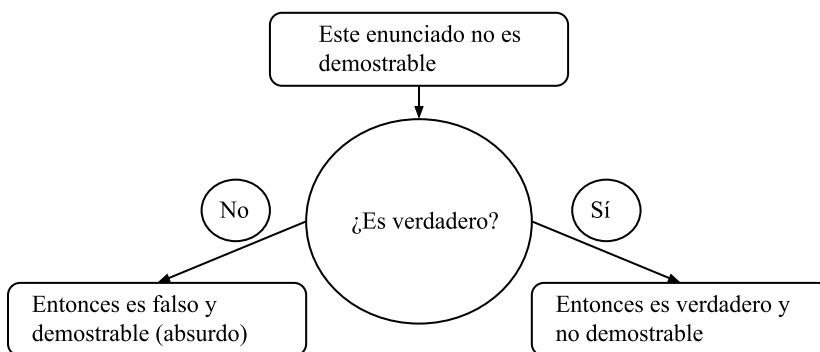 Este enunciado no es
demostrable
¿Es verdadero?
No
Sí
Entonces es falso y
demostrable (absurdo)
Entonces es verdadero y
no demostrable